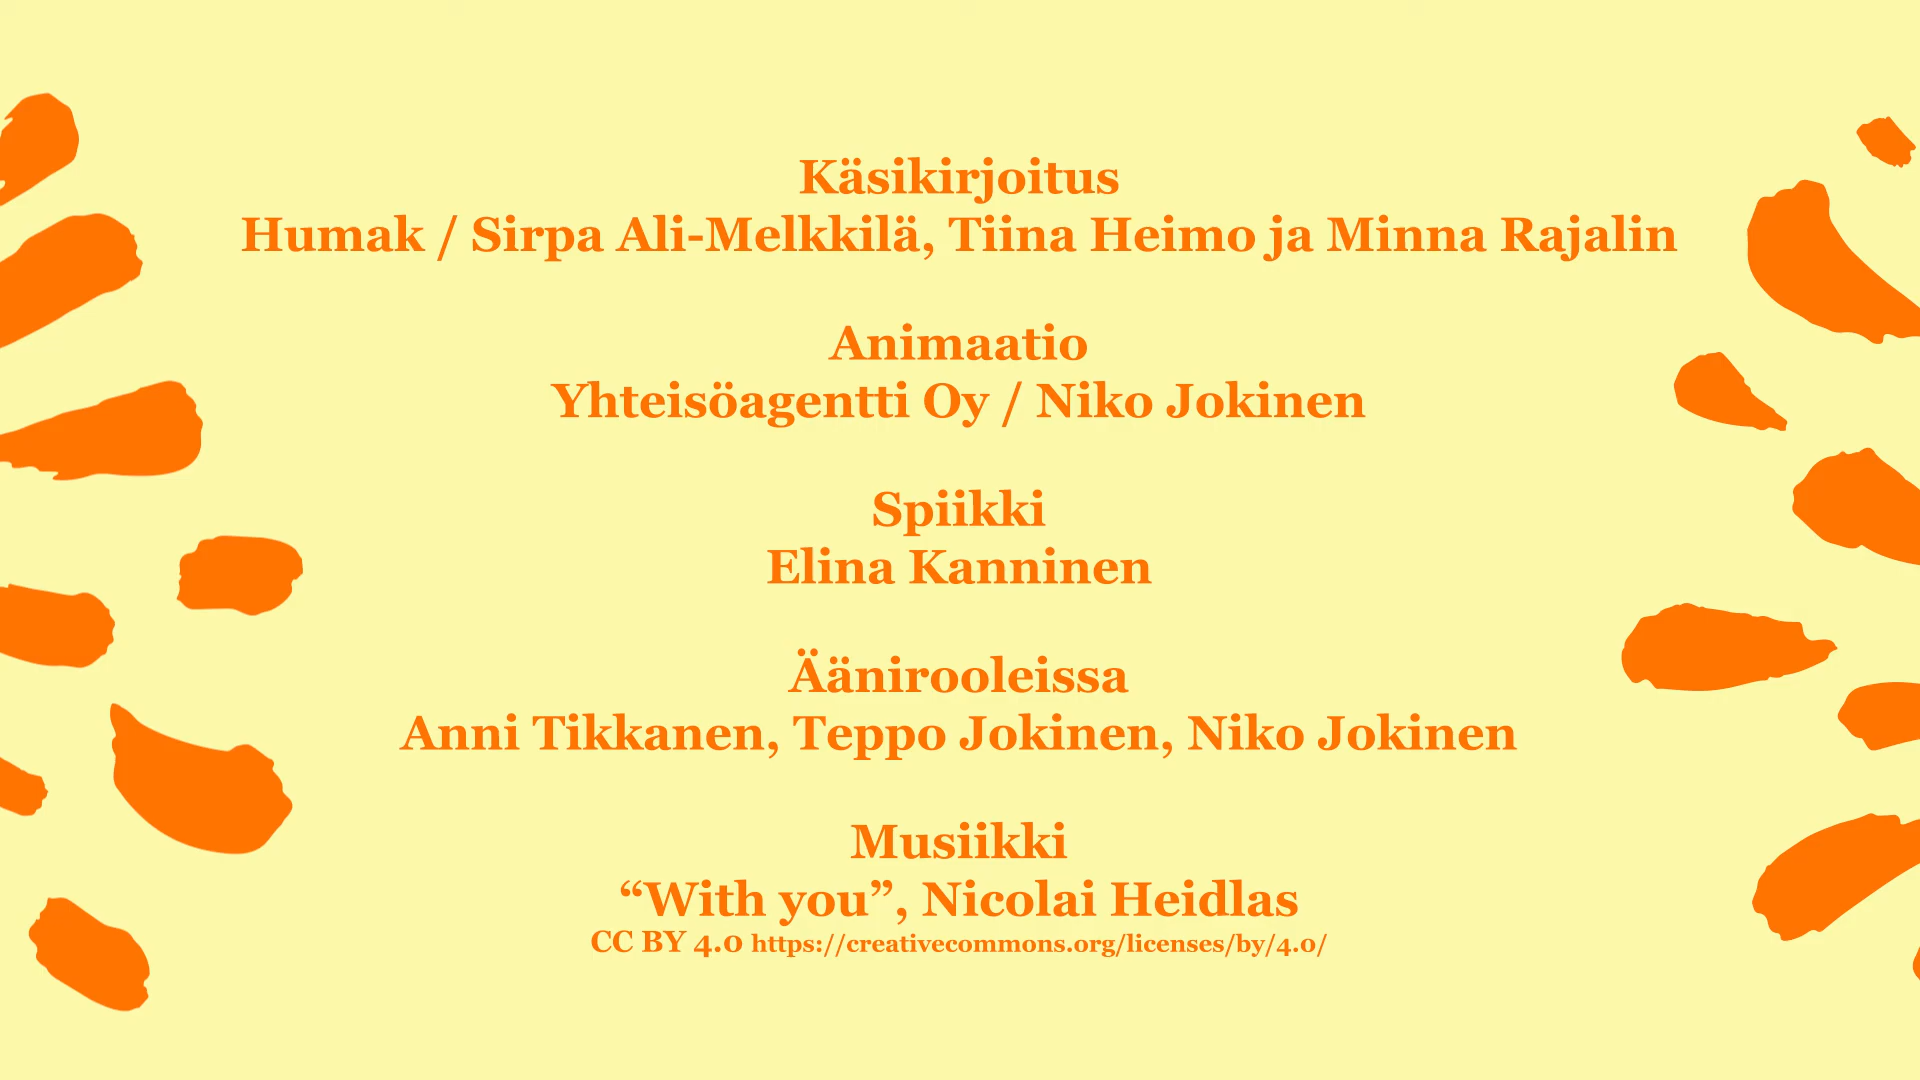 Käsikirjoitus
Humak / Sirpa Ali-Melkkilä, Tiina Heimo ja Minna Rajalin
Animaatio
Yhteisöagentti Oy / Niko Jokinen
Spiikki
Elina Kanninen
Äänirooleissa
Anni Tikkanen, Teppo Jokinen, Niko Jokinen
Musiikki
“With you”, Nicolai Heidlas
CC BY 4.0 https://creativecommons.org/licenses/by/4.0/